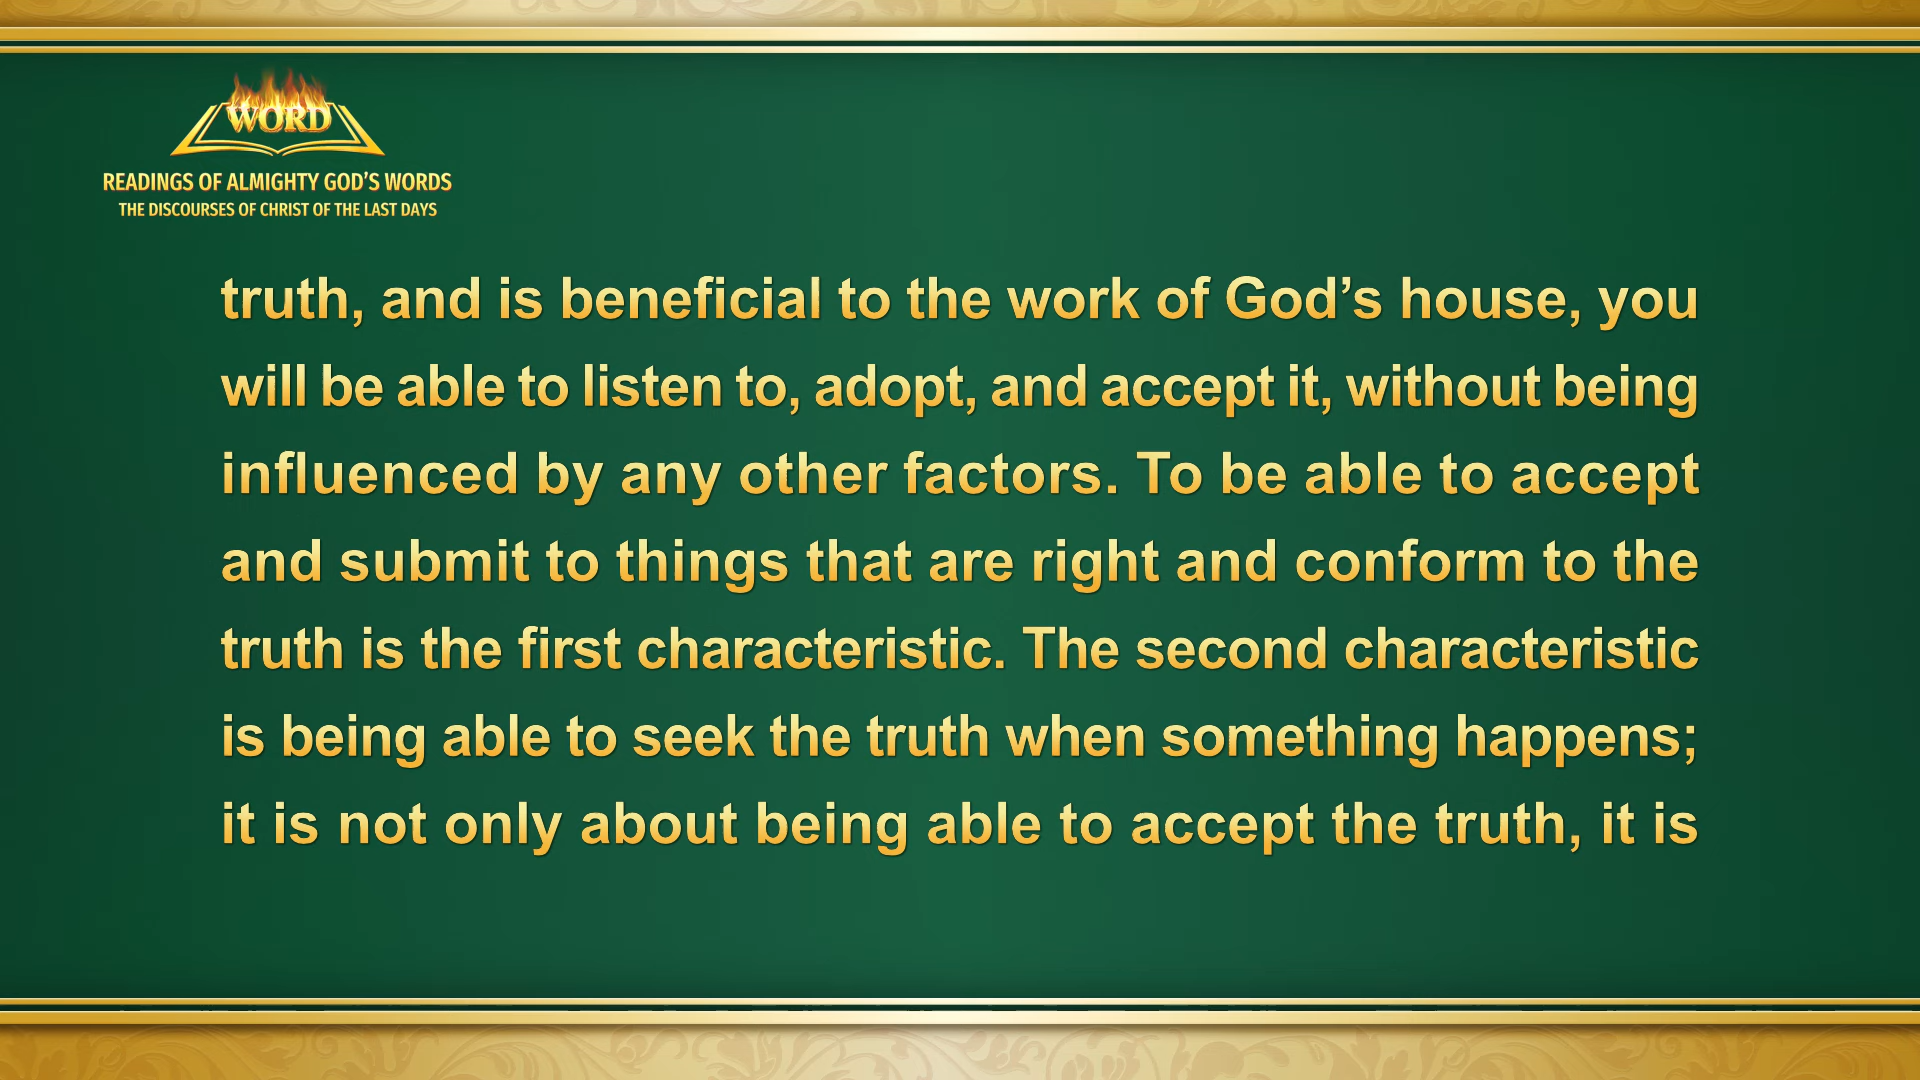 WORD
READINGS OF ALMIGHTY GOD’S WORDS
THE DISCOURSES OF CHRIST OF THE LAST DAYS
truth, and is beneficial to the work of God’s house, you
will be able to listen to, adopt, and accept it, without being
influenced by any other factors. To be able to accept
and submit to things that are right and conform to the
truth is the first characteristic. The second characteristic
is being able to seek the truth when something happens;
it is not only about being able to accept the truth, it is